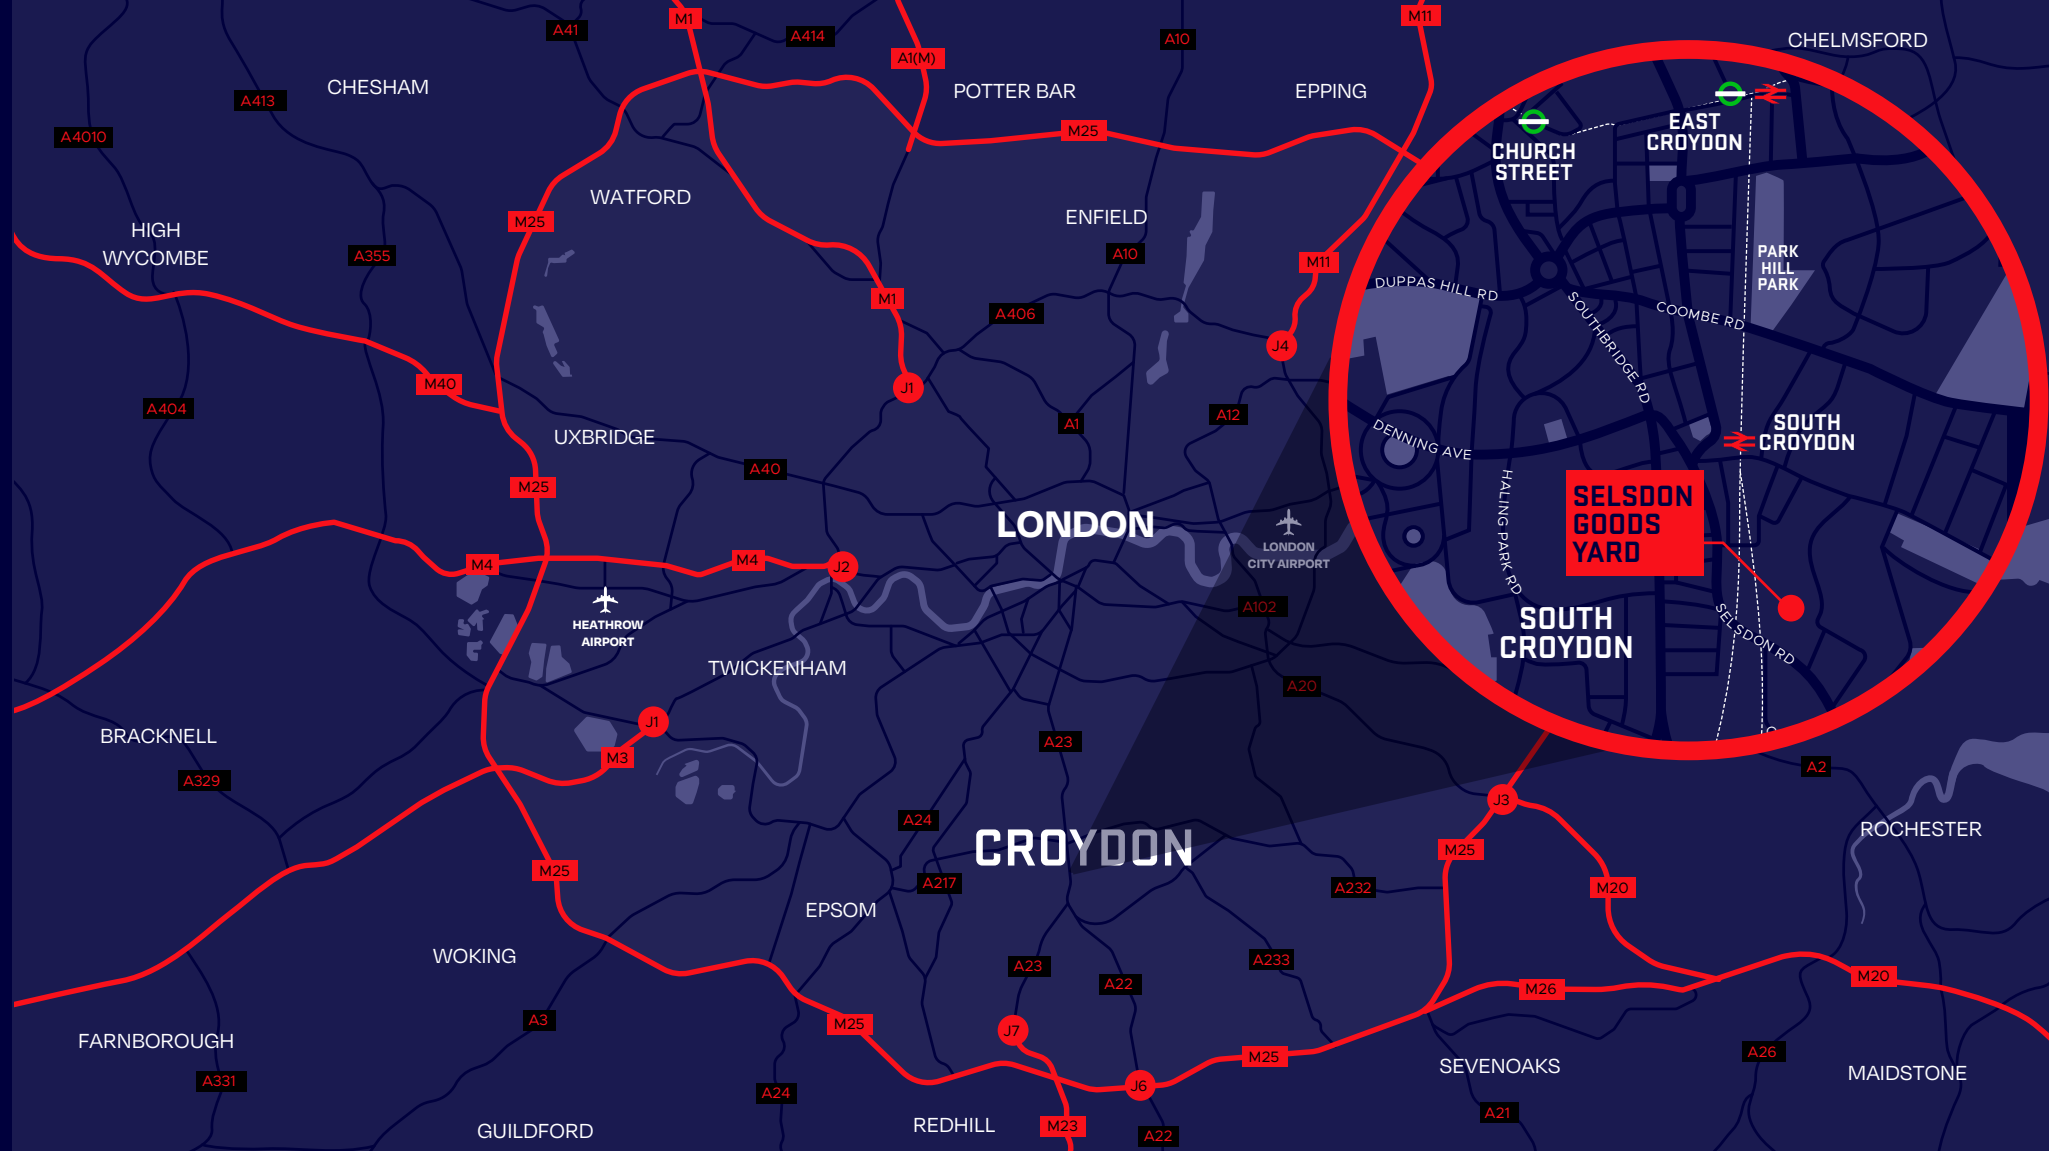 M1
M11
A41
A414
A10
CHELMSFORD
A1(M)
CHESHAM
POTTER BAR
EPPING
A413
A4010
M25
EAST
CROYDON
CHURCH
STREET
WATFORD
M25
ENFIELD
HIGH
WYCOMBE
A355
A10
M11
PARK
HILL
PARK
DUPPAS HILL RD
M1
A406
COOMBE RD
SOUTHBRIDGE RD
J4
M40
J1
A404
A12
A1
UXBRIDGE
DENNING AVE
SOUTH
CROYDON
A40
M25
HALING PARK RD
SELSDON
GOODS
YARD
LONDON
LONDON
CITY AIRPORT
M4
M4
J2
HEATHROW
AIRPORT
A102
SOUTH
CROYDON
SELSDON RD
TWICKENHAM
A20
J1
BRACKNELL
A23
M3
A2
A329
J3
A24
ROCHESTER
CROYDON
M25
M25
A217
A232
M20
EPSOM
WOKING
A23
A22
A233
M26
M20
A3
M25
J7
FARNBOROUGH
M25
A26
SEVENOAKS
MAIDSTONE
A331
A24
J6
A21
GUILDFORD
REDHILL
M23
A22